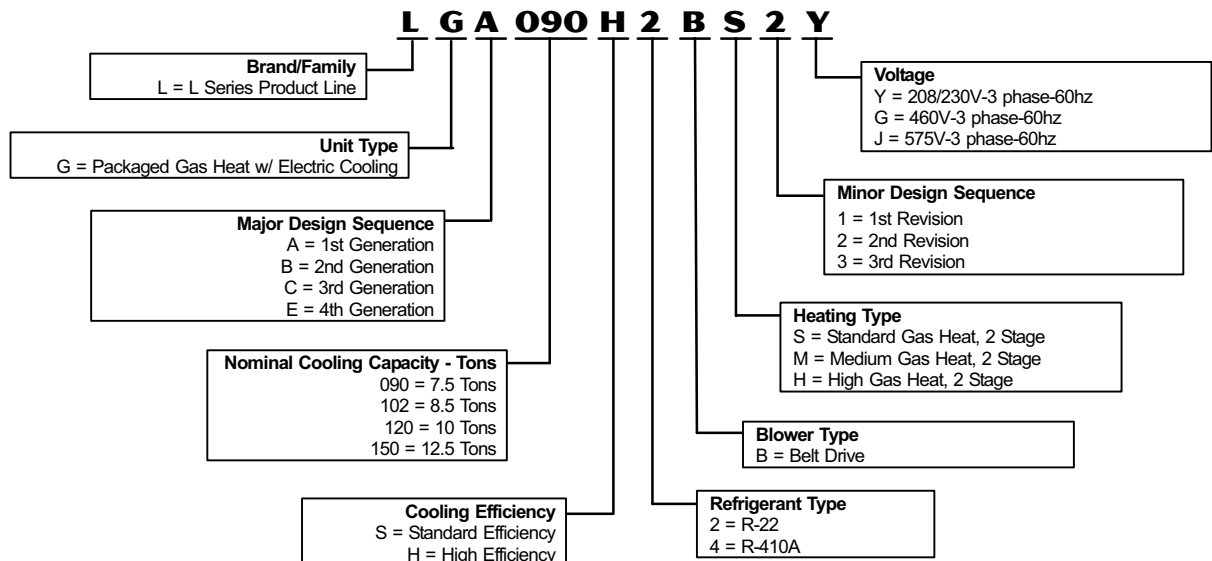 L G A 090 H 2 B S 2 Y
Brand/Family
L = L Series Product Line
Unit Type
G = Packaged Gas Heat w/ Electric Cooling
Major Design Sequence
A = 1st Generation
B = 2nd Generation
C = 3rd Generation
E = 4th Generation
Nominal Cooling Capacity - Tons
090 = 7.5 Tons
102 = 8.5 Tons
120 = 10 Tons
150 = 12.5 Tons
Cooling Efficiency
S = Standard Efficiency
H = High Efficiency
Voltage
Y = 208/230V-3 phase-60hz
G = 460V-3 phase-60hz
J = 575V-3 phase-60hz
Minor Design Sequence
1 = 1st Revision
2 = 2nd Revision
3 = 3rd Revision
Heating Type
S = Standard Gas Heat, 2 Stage
M = Medium Gas Heat, 2 Stage
H = High Gas Heat, 2 Stage
Blower Type
B = Belt Drive
Refrigerant Type
2 = R-22
4 = R-410A